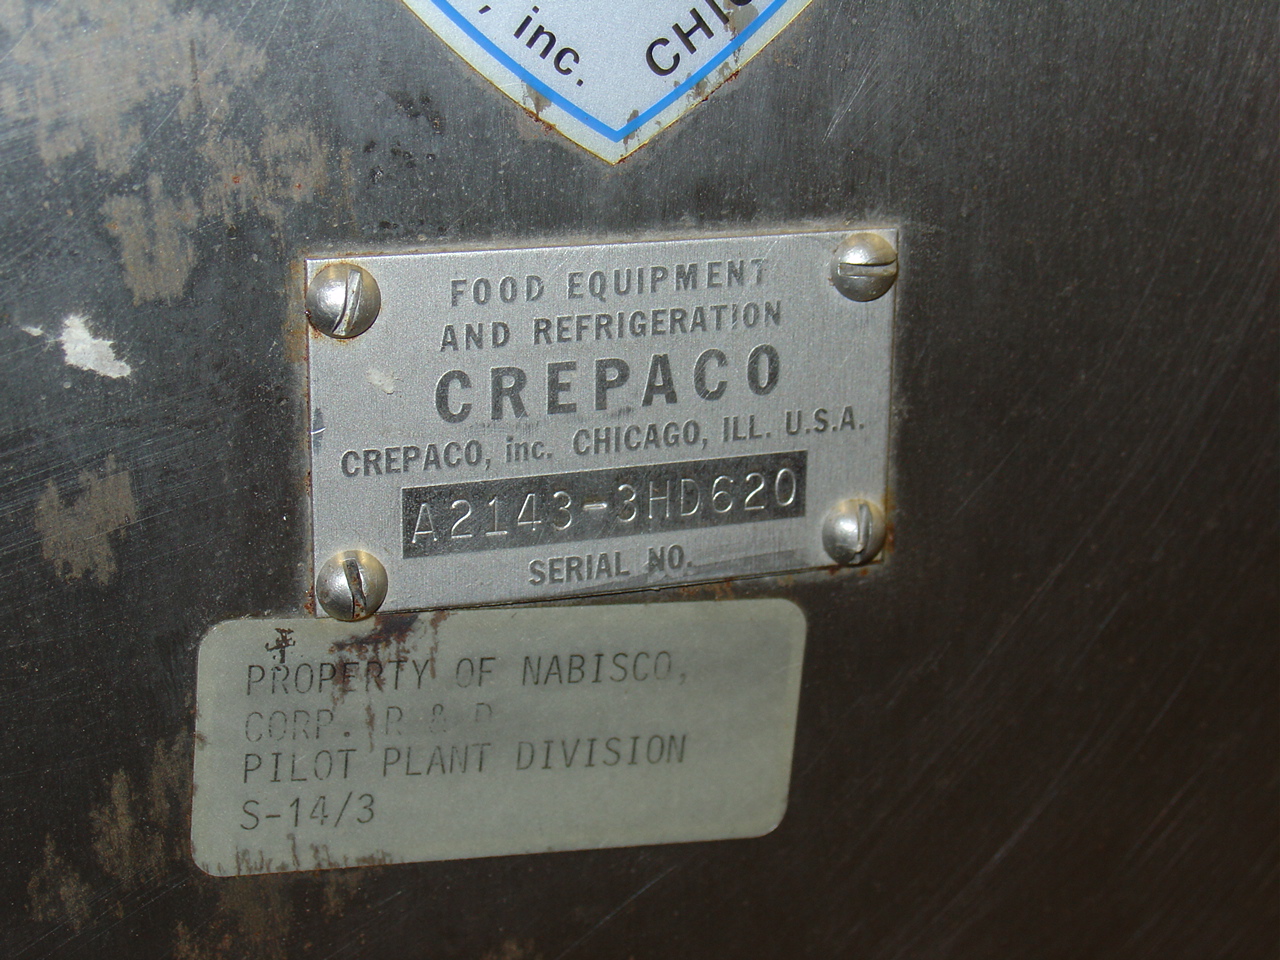 , inc. CHIC
FOOD EQUIPMENT
AND REFRIGERATION
CREPACO
CREPACO, inc. CHICAGO, ILL. U.S.A.
A2143-3HD620
SERIAL NO.
PROPERTY OF NABISCO,
CORP. R & D
PILOT PLANT DIVISION
S-14/3